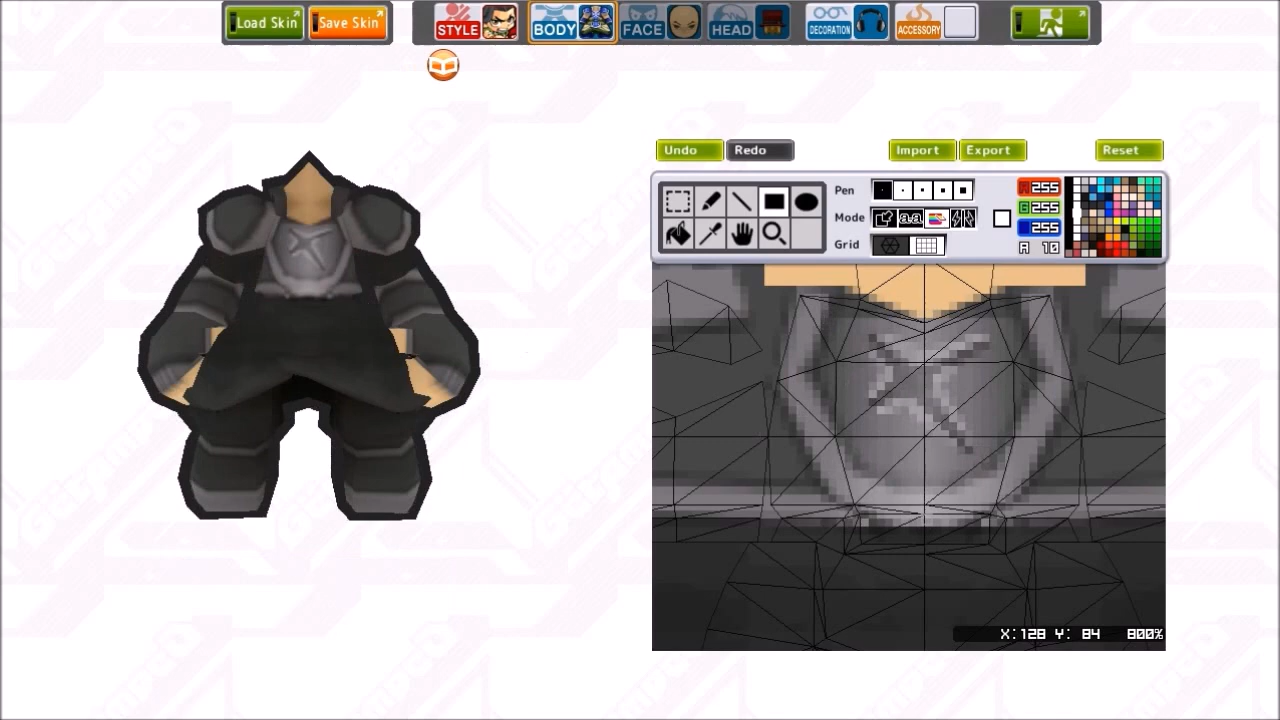 Load Skin
Save Skin
STYLE
BODY
FACE
HEAD
DECORATION
ACCESSORY
Undo
Redo
Import
Export
Reset
Pen
R 255
Mode
aa
G 255
B 255
Grid
A 10
X:128 Y: 84 800%